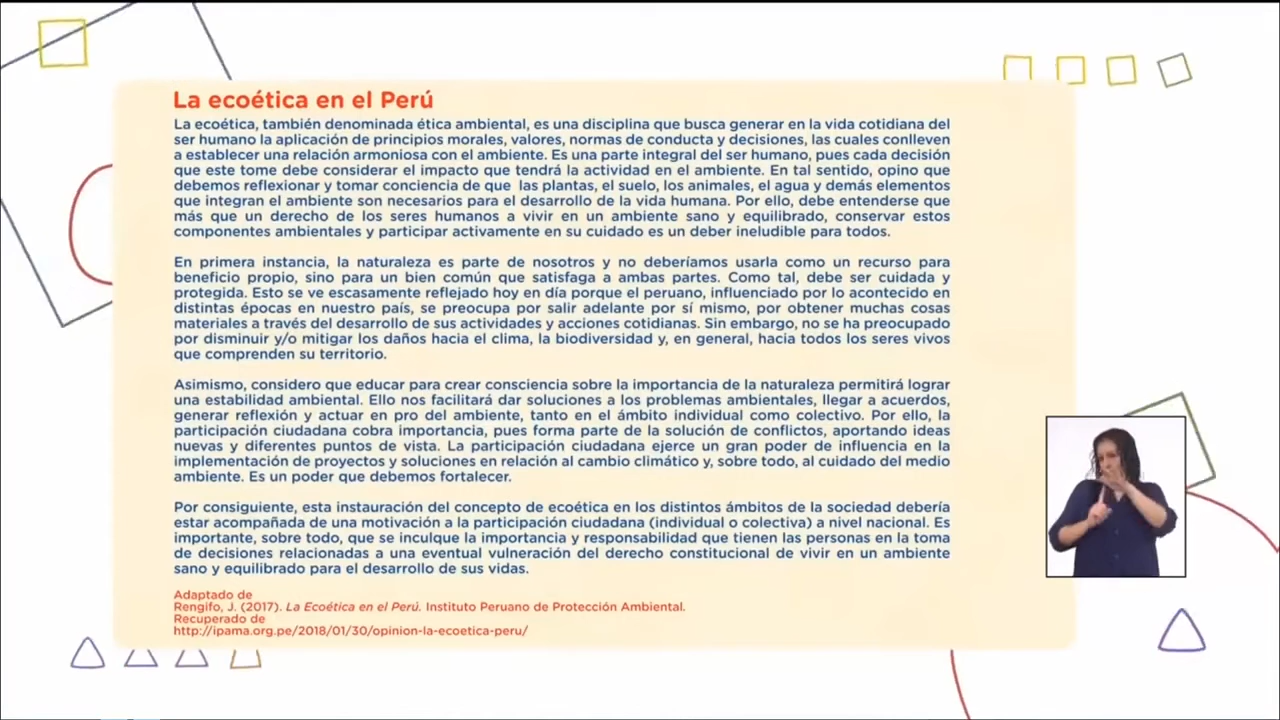 La ecoética en el Perú
La ecoética, también denominada ética ambiental, es una disciplina que busca generar en la vida cotidiana del
ser humano la aplicación de principios morales, valores, normas de conducta y decisiones, las cuales conlleven
a establecer una relación armoniosa con el ambiente. Es una parte integral del ser humano, pues cada decisión
que este tome debe considerar el impacto que tendrá la actividad en el ambiente. En tal sentido, opino que
debemos reflexionar y tomar conciencia de que las plantas, el suelo, los animales, el agua y demás elementos
que integran el ambiente son necesarios para el desarrollo de la vida humana. Por ello, debe entenderse que
más que un derecho de los seres humanos a vivir en un ambiente sano y equilibrado, conservar estos
componentes ambientales y participar activamente en su cuidado es un deber ineludible para todos.
En primera instancia, la naturaleza es parte de nosotros y no deberíamos usarla como un recurso para
beneficio propio, sino para un bien común que satisfaga a ambas partes. Como tal, debe ser cuidada y
protegida. Esto se ve escasamente reflejado hoy en día porque el peruano, influenciado por lo acontecido en
distintas épocas en nuestro país, se preocupa por salir adelante por sí mismo, por obtener muchas cosas
materiales a través del desarrollo de sus actividades y acciones cotidianas. Sin embargo, no se ha preocupado
por disminuir y/o mitigar los daños hacia el clima, la biodiversidad y, en general, hacia todos los seres vivos
que comprenden su territorio.
Asimismo, considero que educar para crear consciencia sobre la importancia de la naturaleza permitirá lograr
una estabilidad ambiental. Ello nos facilitará dar soluciones a los problemas ambientales, llegar a acuerdos,
generar reflexión y actuar en pro del ambiente, tanto en el ámbito individual como colectivo. Por ello, la
participación ciudadana cobra importancia, pues forma parte de la solución de conflictos, aportando ideas
nuevas y diferentes puntos de vista. La participación ciudadana ejerce un gran poder de influencia en la
implementación de proyectos y soluciones en relación al cambio climático y, sobre todo, al cuidado del medio
ambiente. Es un poder que debemos fortalecer.
Por consiguiente, esta instauración del concepto de ecoética en los distintos ámbitos de la sociedad debería
estar acompañada de una motivación a la participación ciudadana (individual o colectiva) a nivel nacional. Es
importante, sobre todo, que se inculque la importancia y responsabilidad que tienen las personas en la toma
de decisiones relacionadas a una eventual vulneración del derecho constitucional de vivir en un ambiente
sano y equilibrado para el desarrollo de sus vidas.
Adaptado de
Rengifo, J. (2017). La Ecoética en el Perú. Instituto Peruano de Protección Ambiental.
Recuperado de
http://ipama.org.pe/2018/01/30/opinion-la-ecoetica-peru/